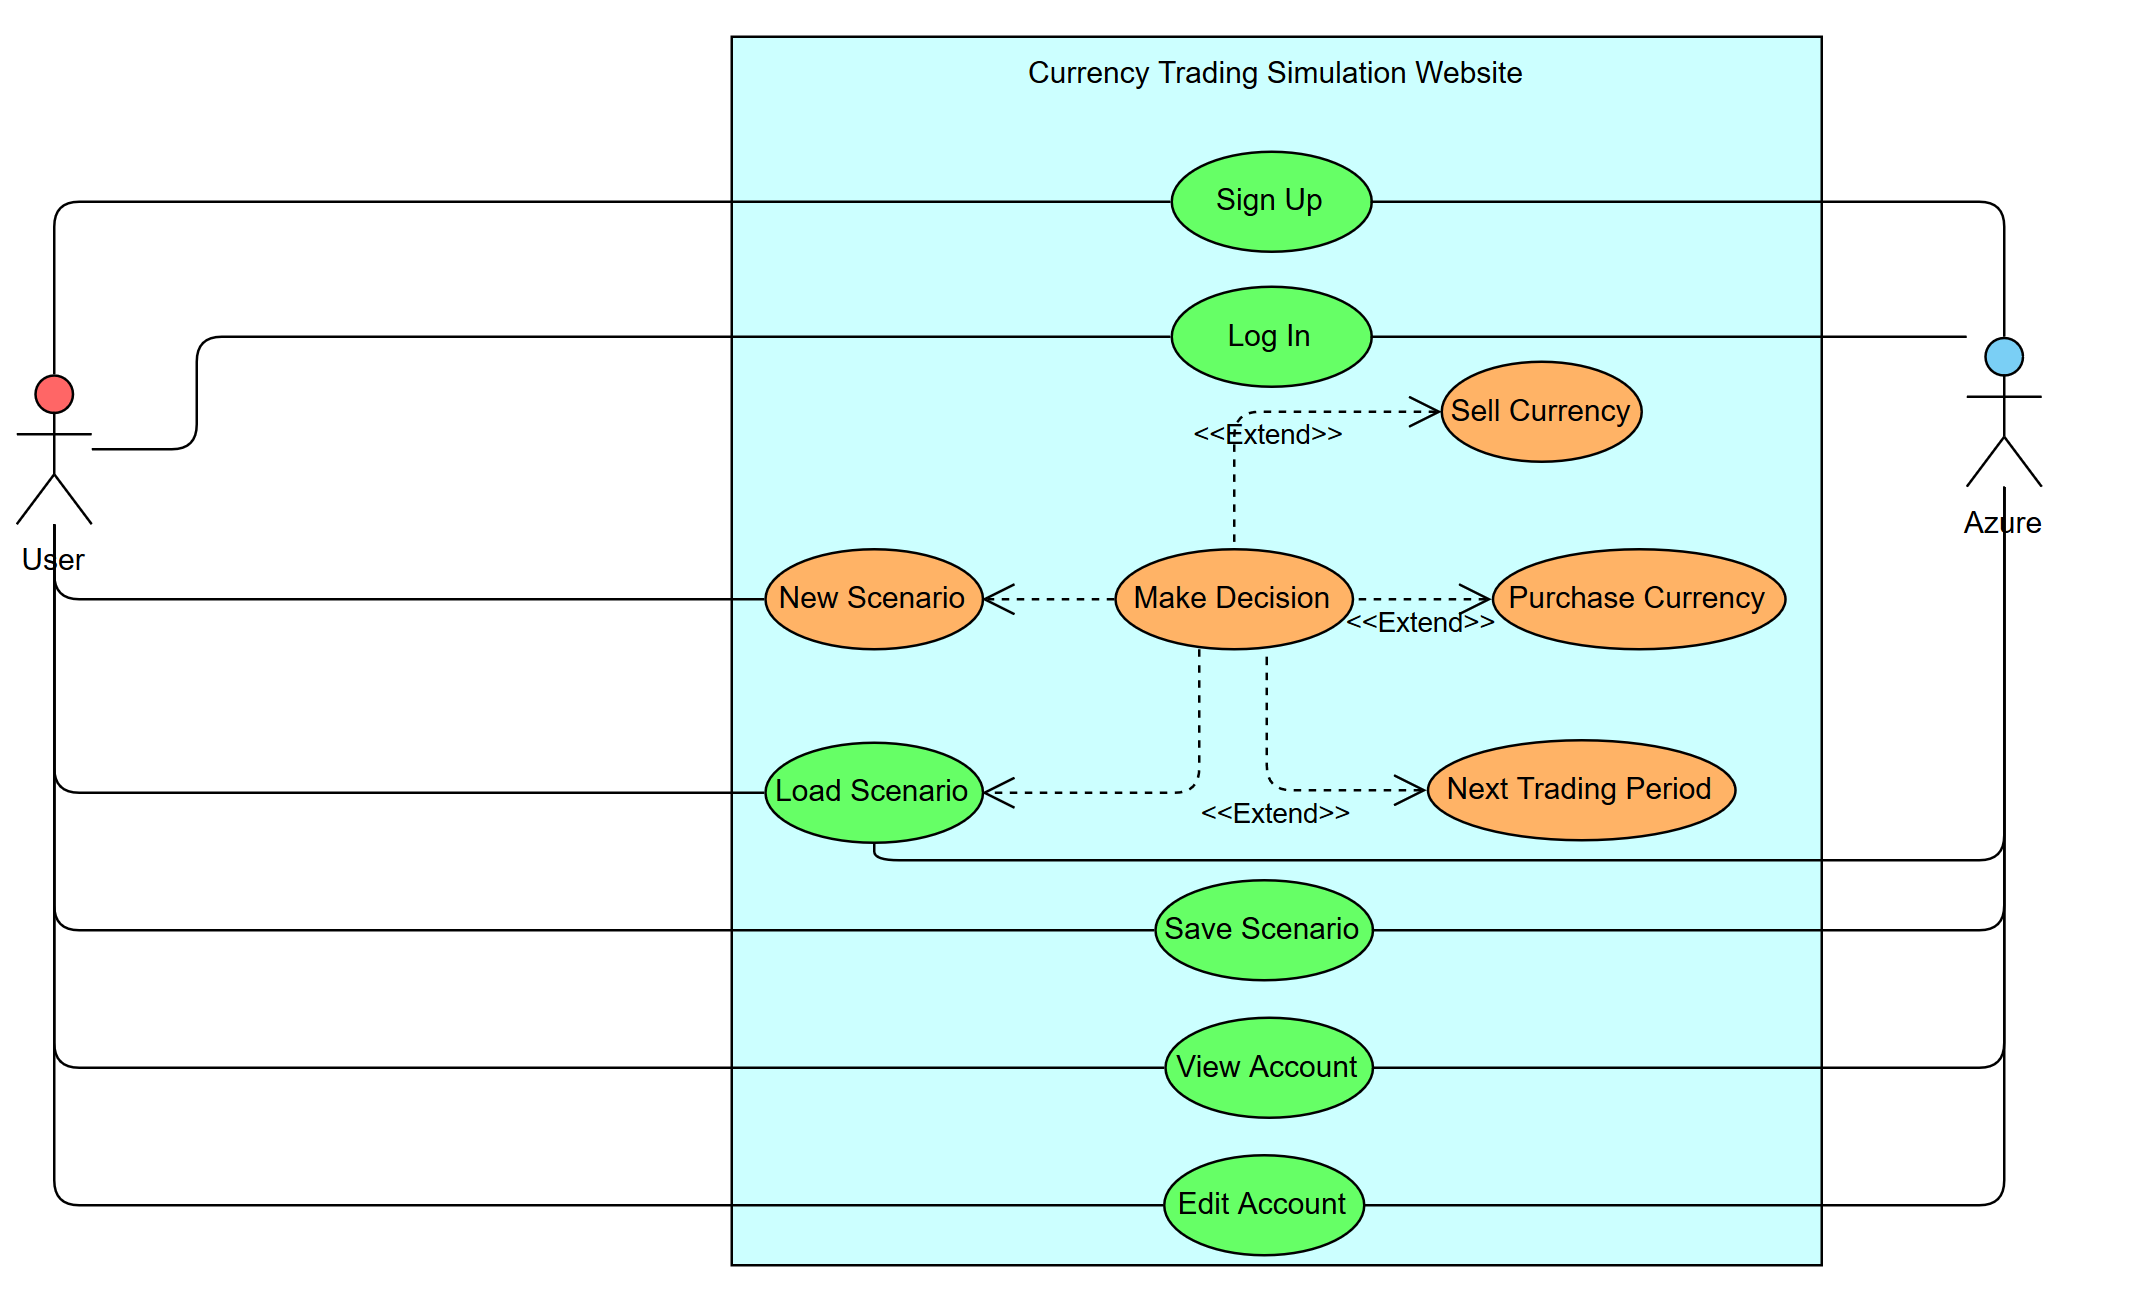 Currency Trading Simulation Website
Sign Up
Log In
Sell Currency
<<Extend>>
Azure
User
New Scenario
Make Decision
Purchase Currency
<<Extend>>
Load Scenario
Next Trading Period
<<Extend>>
Save Scenario
View Account
Edit Account